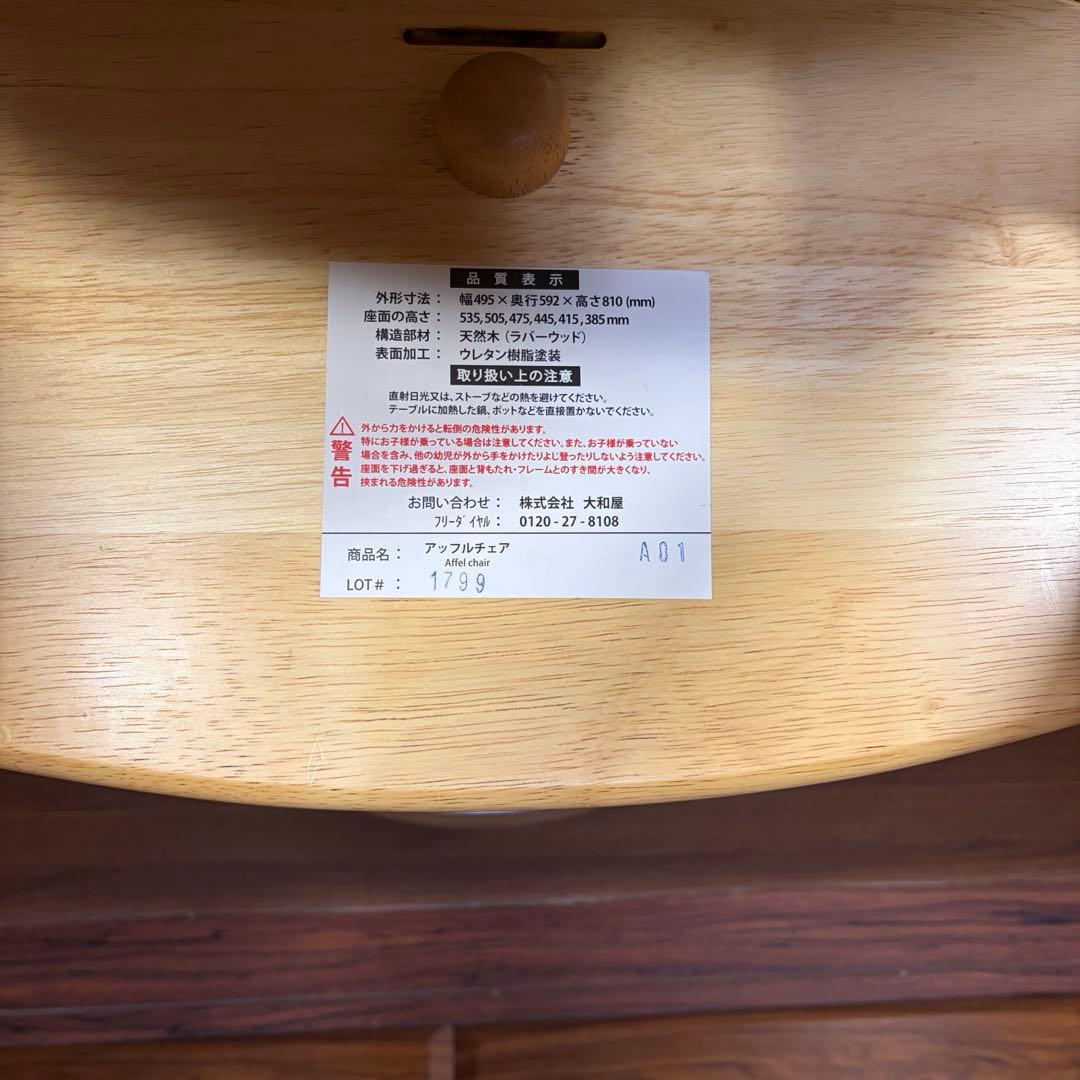 品質表示
外形寸法： 幅495×奥行592×高さ810 (mm)
座面の高さ： 535,505,475,445,415,385mm
構造部材： 天然木（ラバーウッド）
表面加工： ウレタン樹脂塗装
取り扱い上の注意
直射日光又は、ストーブなどの熱を避けてください。
テーブルに加熱した鍋、ポットなどを直接置かないでください。
警告
外から力をかけると転倒の危険性があります。
特にお子様が乗っている場合は注意してください。また、お子様が乗っていない
場合を含み、他の幼児が外から手をかけたりよじ登ったりしないよう注意してください。
座面を下げ過ぎると、座面と背もたれ・フレームとのすき間が大きくなり、
挟まれる危険性があります。
お問い合わせ： 株式会社 大和屋
ﾌﾘｰﾀﾞｲﾔﾙ： 0120-27-8108
商品名： アッフルチェア A01
Affel chair
LOT#： 1799